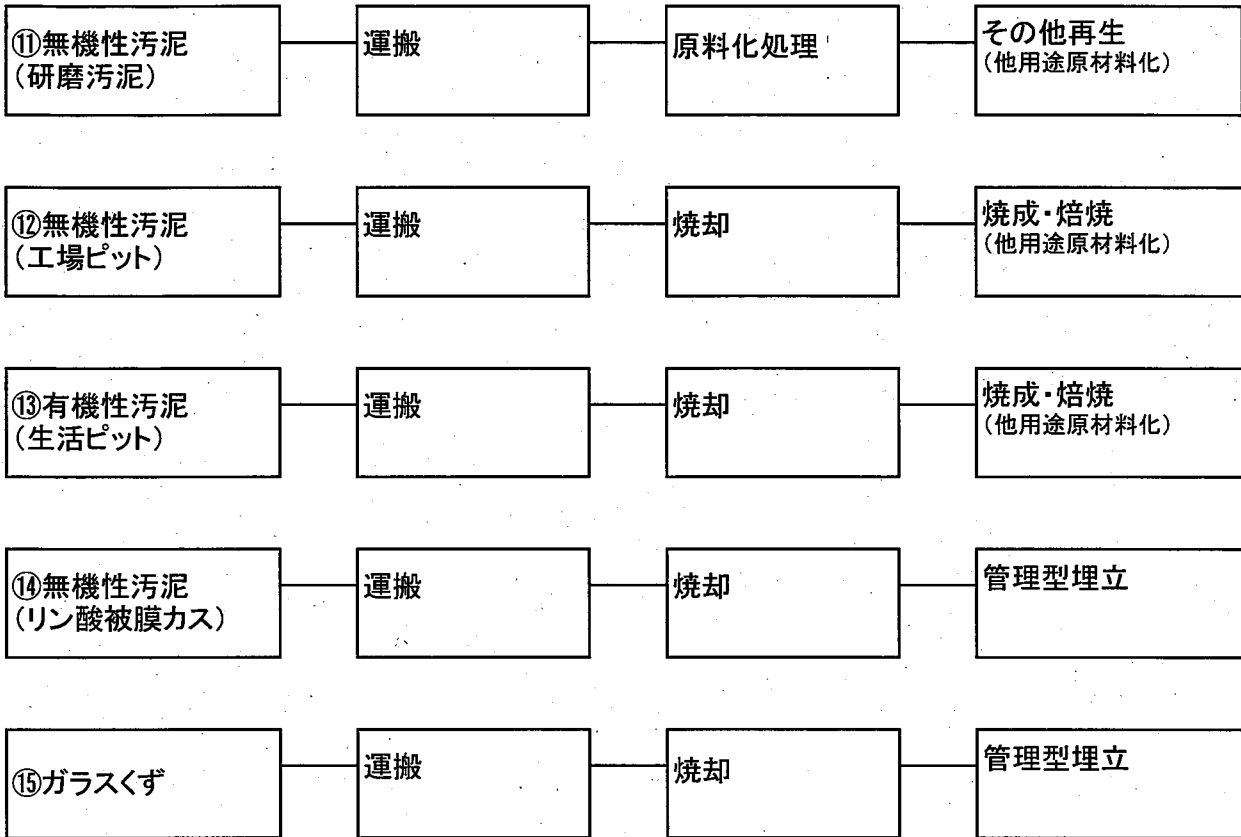 ⑪無機性汚泥
(研磨汚泥)
運搬
原料化処理
その他再生
(他用途原材料化)
⑫無機性汚泥
(工場ピット)
運搬
焼却
焼成・焙焼
(他用途原材料化)
⑬有機性汚泥
(生活ピット)
運搬
焼却
焼成・焙焼
(他用途原材料化)
⑭無機性汚泥
(リン酸被膜カス)
運搬
焼却
管理型埋立
⑮ガラスくず
運搬
焼却
管理型埋立